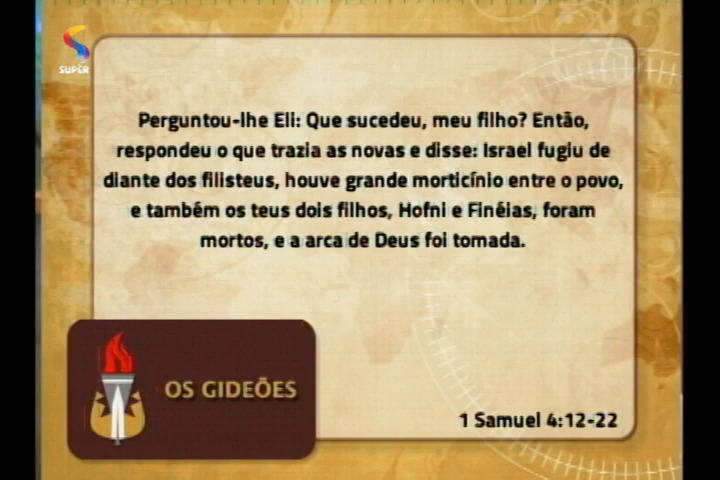 SUPER
Perguntou-lhe Eli: Que sucedeu, meu filho? Então,
respondeu o que trazia as novas e disse: Israel fugiu de
diante dos filisteus, houve grande morticínio entre o povo,
e também os teus dois filhos, Hofni e Finéias, foram
mortos, e a arca de Deus foi tomada.
OS GIDEÕES
1 Samuel 4:12-22